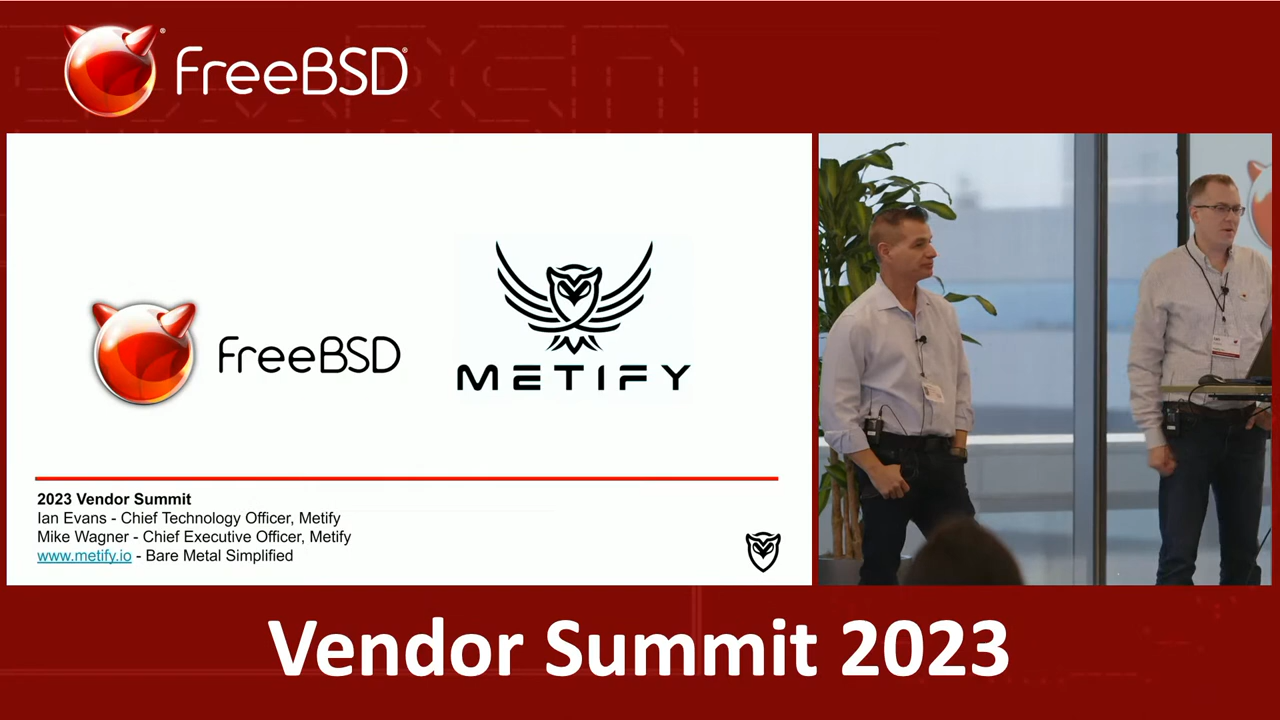 FreeBSD
FreeBSD
METIFY
2023 Vendor Summit
Ian Evans - Chief Technology Officer, Metify
Mike Wagner - Chief Executive Officer, Metify
www.metify.io - Bare Metal Simplified
Vendor Summit 2023